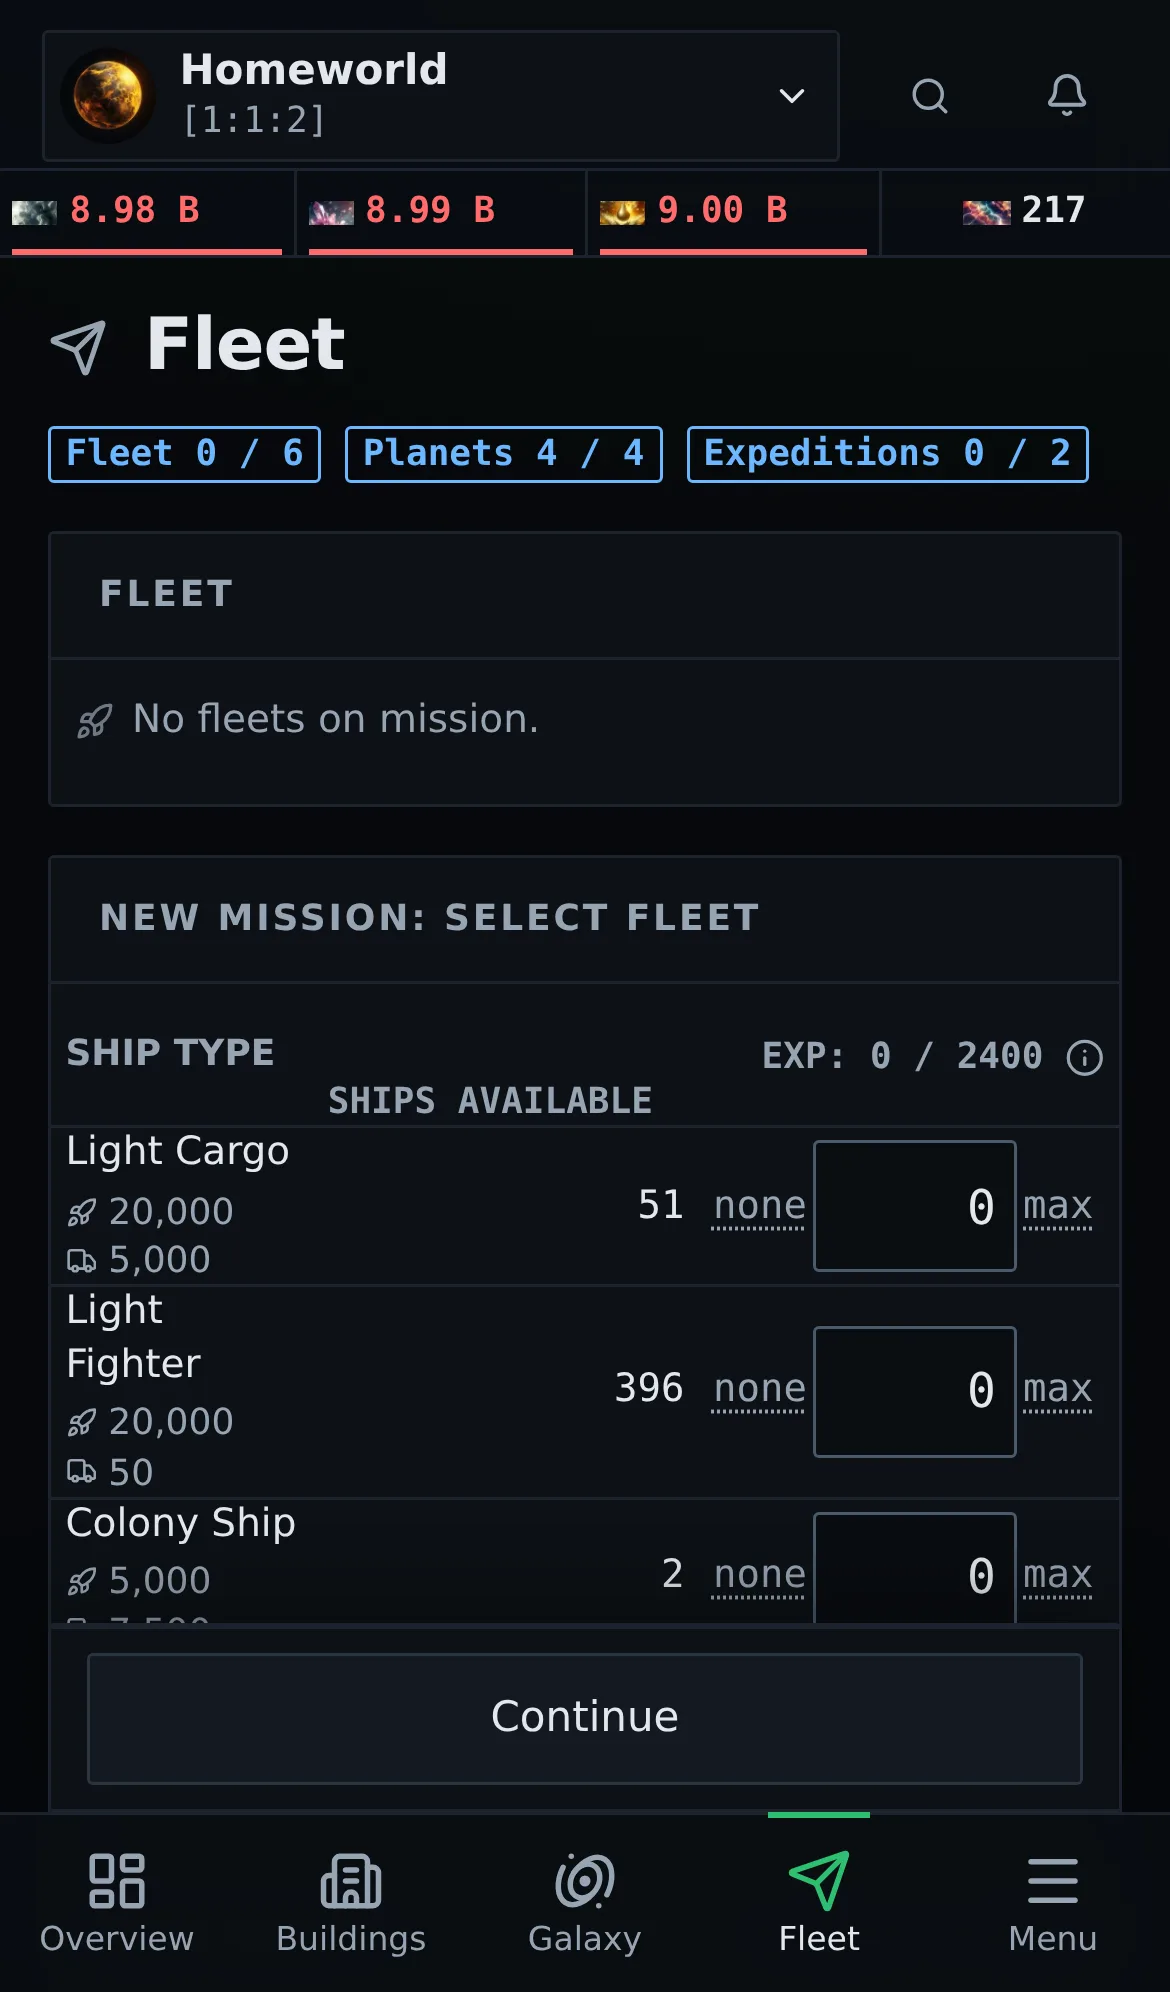 Homeworld
[1:1:2]
8.98 B
8.99 B
9.00 B
217
Fleet
Fleet 0 / 6
Planets 4 / 4
Expeditions 0 / 2
FLEET
No fleets on mission.
NEW MISSION: SELECT FLEET
SHIP TYPE
EXP: 0 / 2400
SHIPS AVAILABLE
Light Cargo
20,000
5,000
51 none 0 max
Light
Fighter
20,000
50
396 none 0 max
Colony Ship
5,000
2 none 0 max
Continue
Overview
Buildings
Galaxy
Fleet
Menu